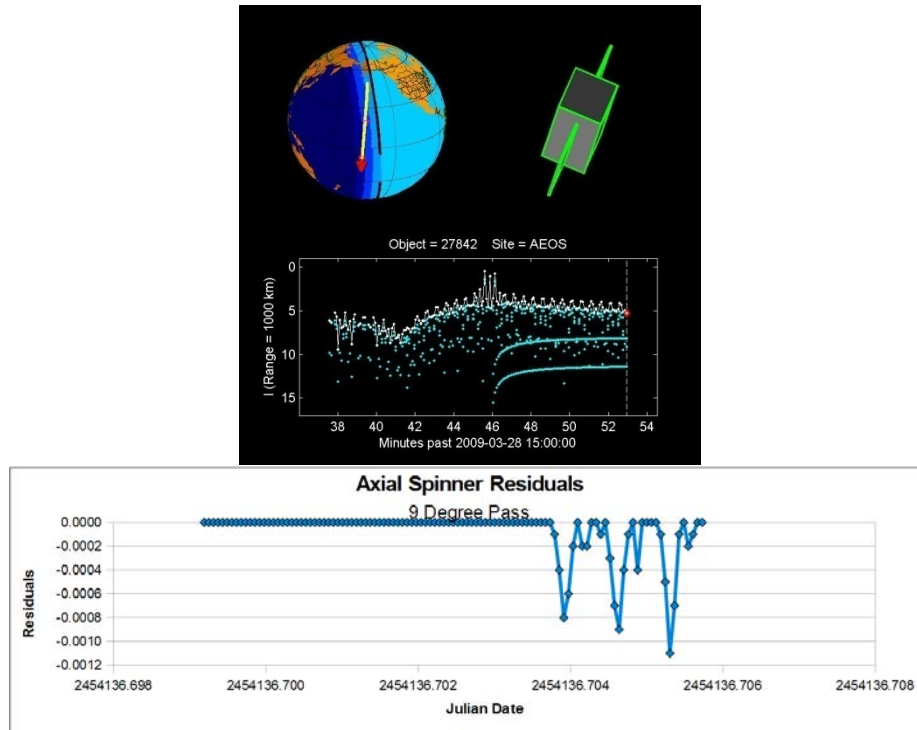 Object = 27842 Site = AEOS
I (Range = 1000 km)
0
5
10
15
38 40 42 44 46 48 50 52 54
Minutes past 2009-03-28 15:00:00
Axial Spinner Residuals
9 Degree Pass
Residuals
0.0000
-0.0002
-0.0004
-0.0006
-0.0008
-0.0010
-0.0012
2454136.698 2454136.700 2454136.702 2454136.704 2454136.706 2454136.708
Julian Date